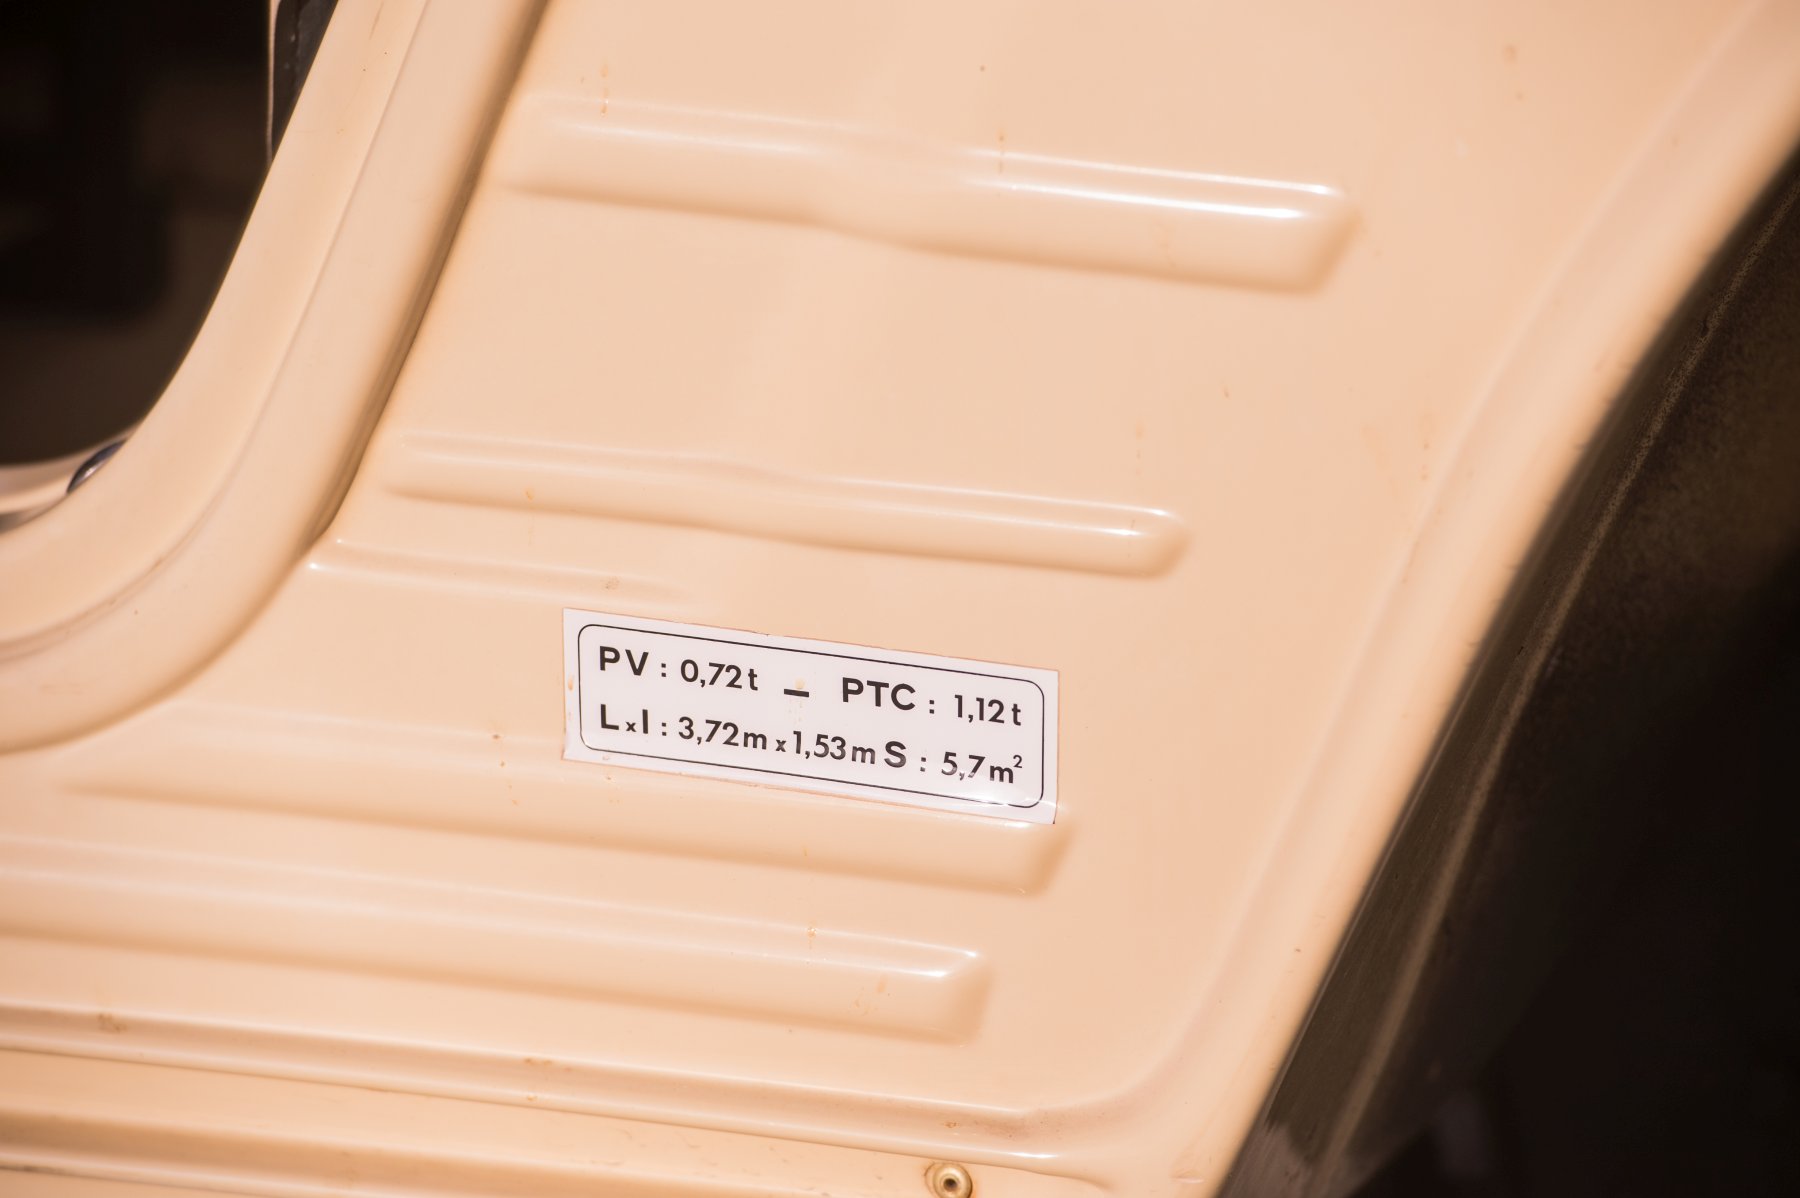 PV : 0,72 t – PTC : 1,12 t
L x l : 3,72 m x 1,53 m S : 5,7 m²